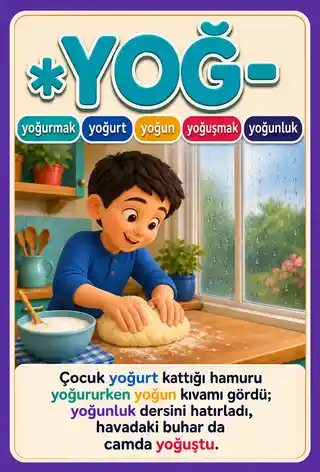 *YOĞ-
yoğurmak yoğurt yoğun yoğuşmak yoğunluk
Çocuk yoğurt kattığı hamuru
yoğururken yoğun kıvamı gördü;
yoğunluk dersini hatırladı,
havadaki buhar da
camda yoğuştu.